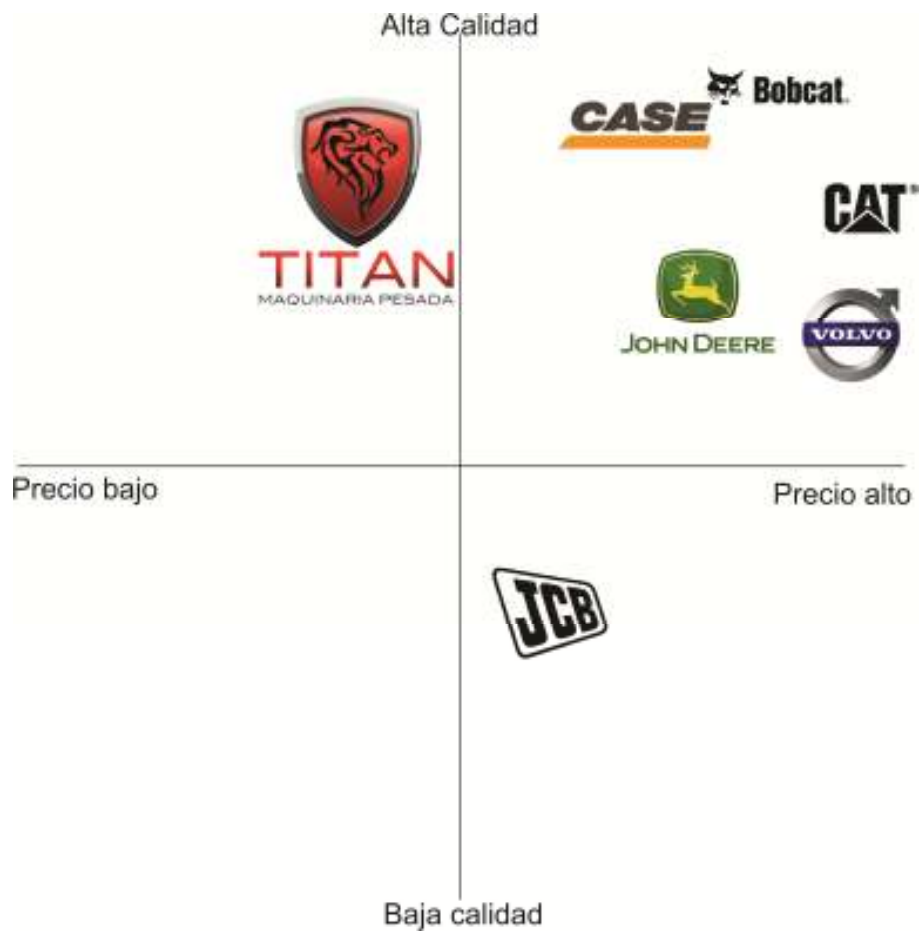 Alta Calidad
CASE
Bobcat.
CAT®
TITAN
MAQUINARIA PESADA
JOHN DEERE
VOLVO
Precio bajo
Precio alto
JCB
Baja calidad